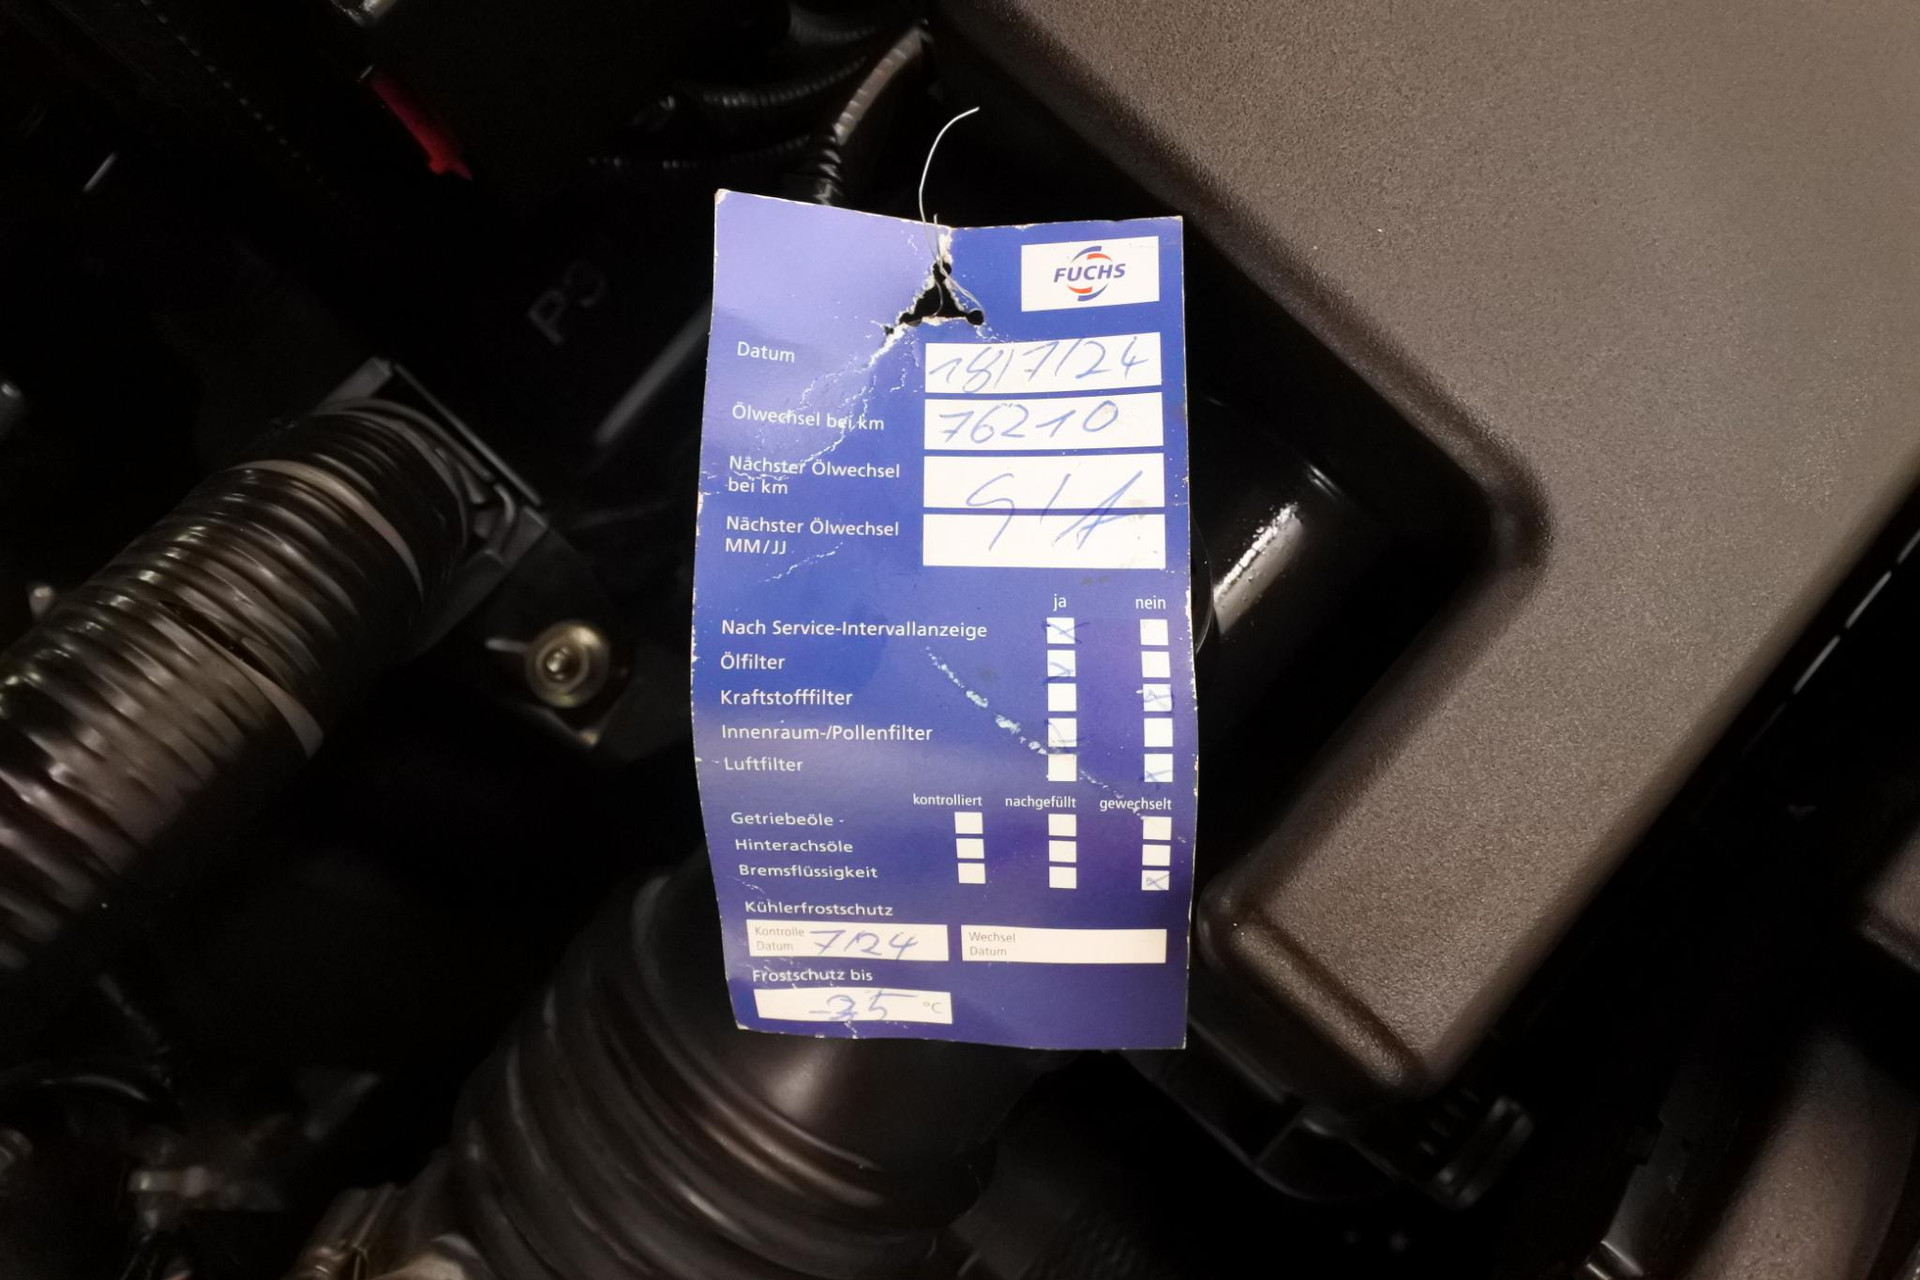 FUCHS
Datum 18/7/24
Ölwechsel bei km 76210
Nächster Ölwechsel
bei km
Nächster Ölwechsel
MM/JJ
ja nein
Nach Service-Intervallanzeige
Ölfilter
Kraftstofffilter
Innenraum-/Pollenfilter
Luftfilter
kontrolliert nachgefüllt gewechselt
Getriebeöle
Hinterachsöle
Bremsflüssigkeit
Kühlerfrostschutz
Kontrolle
Datum 7/24
Wechsel
Datum
Frostschutz bis
-35 °C